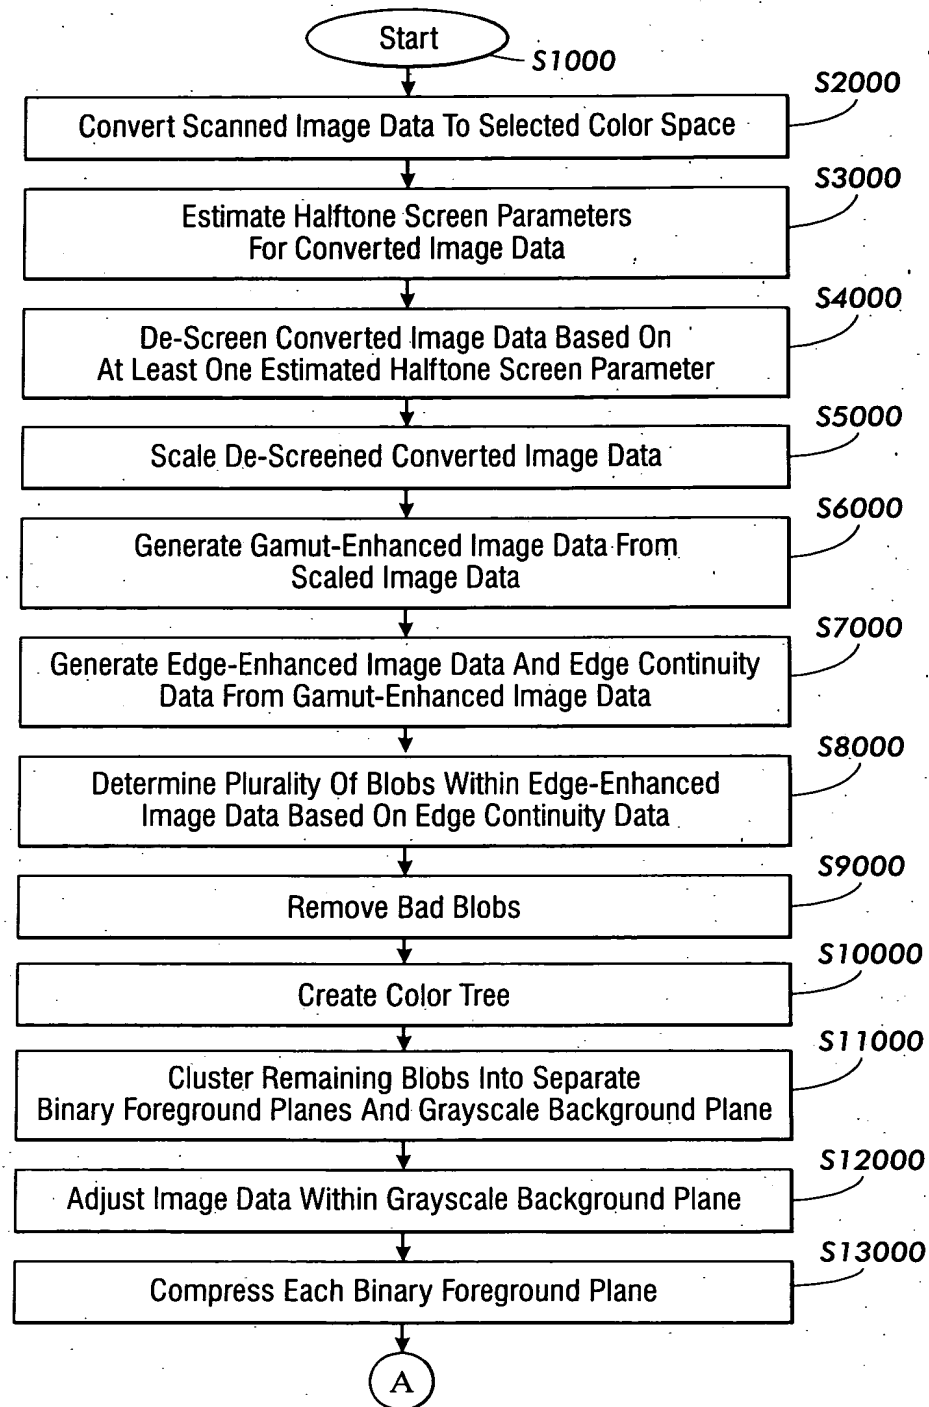 Start
S1000
S2000
Convert Scanned Image Data To Selected Color Space
S3000
Estimate Halftone Screen Parameters
For Converted Image Data
S4000
De-Screen Converted Image Data Based On
At Least One Estimated Halftone Screen Parameter
S5000
Scale De-Screened Converted Image Data
S6000
Generate Gamut-Enhanced Image Data From
Scaled Image Data
S7000
Generate Edge-Enhanced Image Data And Edge Continuity
Data From Gamut-Enhanced Image Data
S8000
Determine Plurality Of Blobs Within Edge-Enhanced
Image Data Based On Edge Continuity Data
S9000
Remove Bad Blobs
S10000
Create Color Tree
S11000
Cluster Remaining Blobs Into Separate
Binary Foreground Planes And Grayscale Background Plane
S12000
Adjust Image Data Within Grayscale Background Plane
S13000
Compress Each Binary Foreground Plane
A